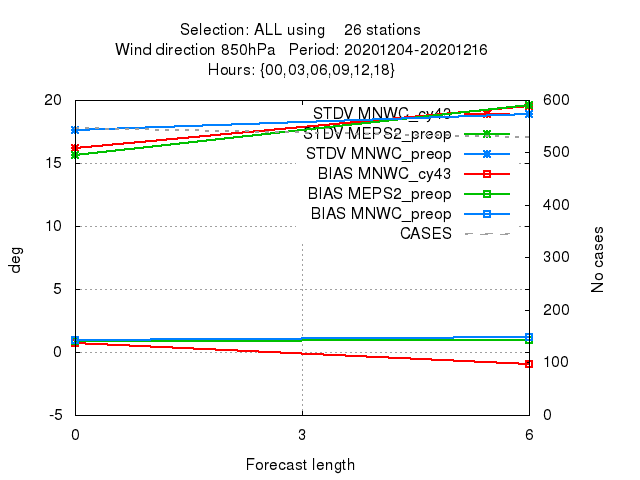 Selection: ALL using 26 stations
Wind direction 850hPa Period: 20201204-20201216
Hours: {00,03,06,09,12,18}
20 600
STDV MNWC_cy43
STDV MEPS2_preop
STDV MNWC_preop
15 500
BIAS MNWC_cy43
BIAS MEPS2_preop
BIAS MNWC_preop
10 400
CASES
deg
No cases
300
5
200
0 100
-5 0
0 3 6
Forecast length